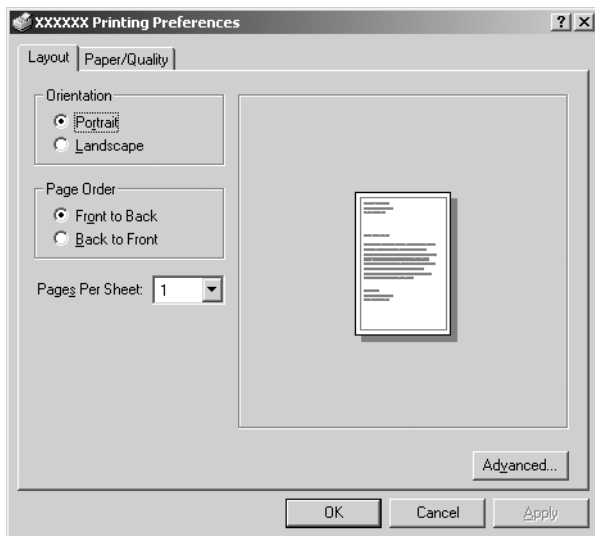 XXXXXX Printing Preferences
Layout
Paper/Quality
Orientation
Portrait
Landscape
Page Order
Front to Back
Back to Front
Pages Per Sheet: 1
Advanced...
OK
Cancel
Apply